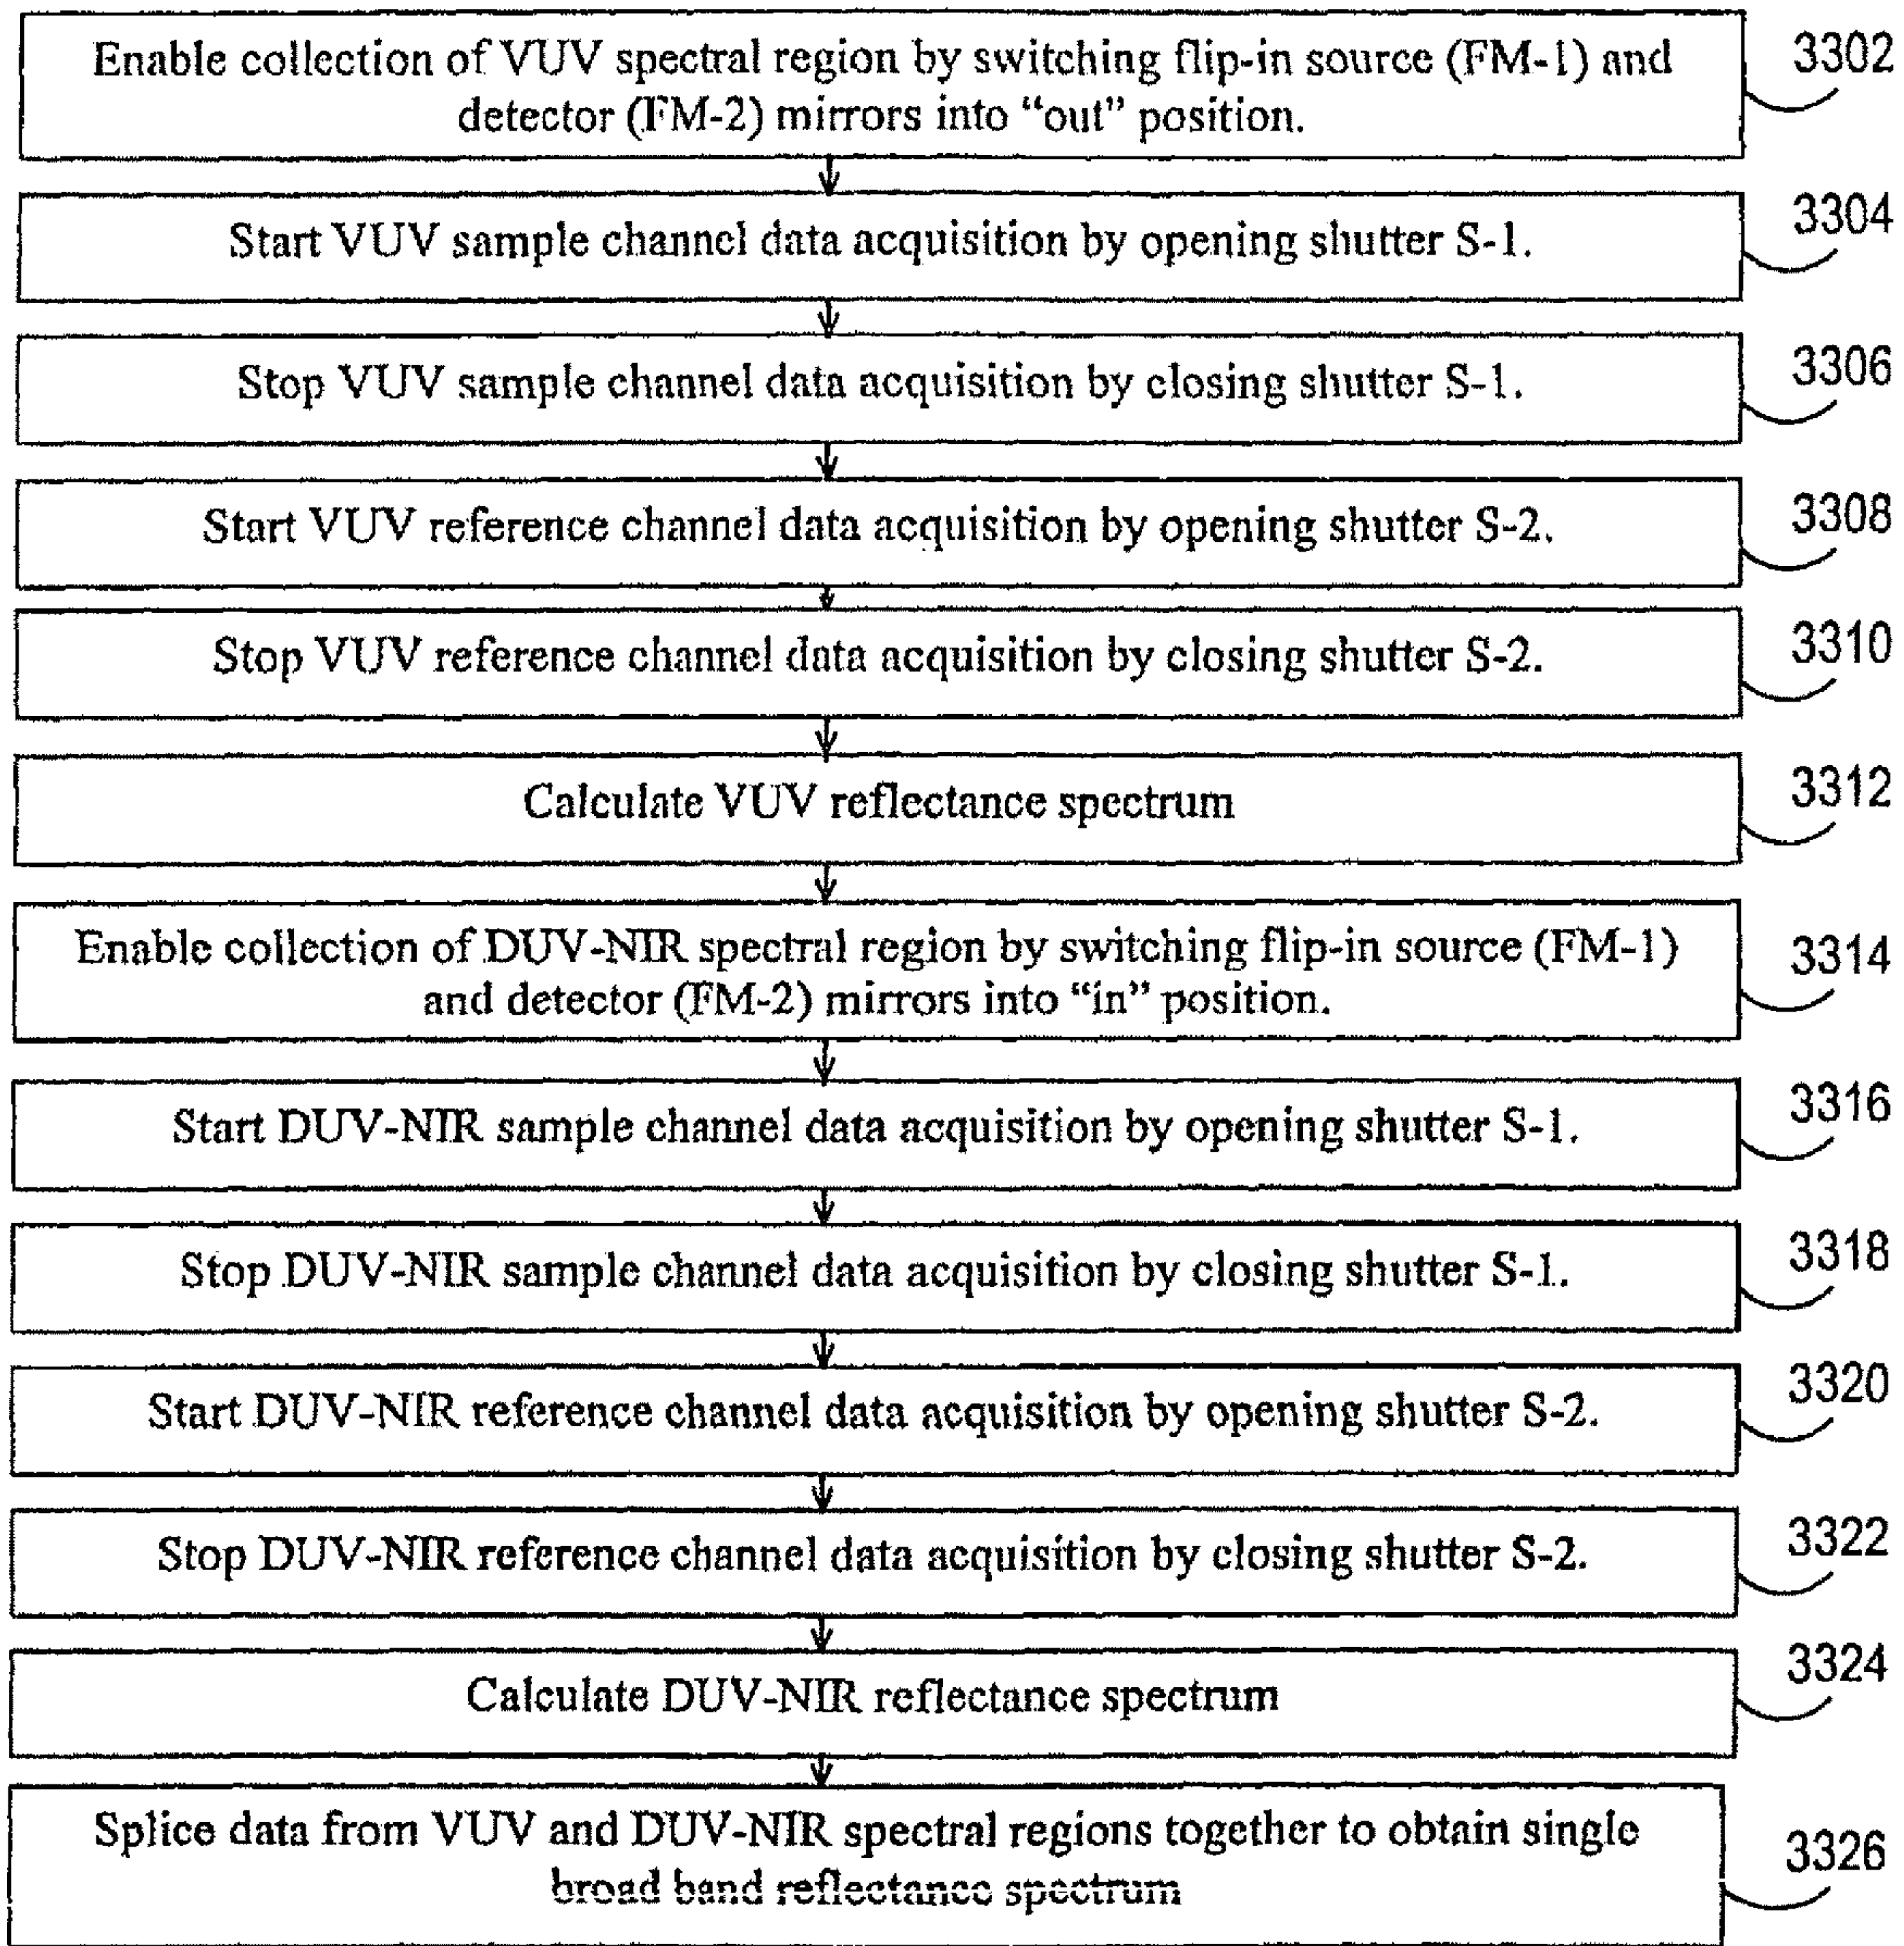 Enable collection of VUV spectral region by switching flip-in source (FM-1) and
detector (FM-2) mirrors into “out” position.
3302
Start VUV sample channel data acquisition by opening shutter S-1.
3304
Stop VUV sample channel data acquisition by closing shutter S-1.
3306
Start VUV reference channel data acquisition by opening shutter S-2.
3308
Stop VUV reference channel data acquisition by closing shutter S-2.
3310
Calculate VUV reflectance spectrum
3312
Enable collection of DUV-NIR spectral region by switching flip-in source (FM-1)
and detector (FM-2) mirrors into “in” position.
3314
Start DUV-NIR sample channel data acquisition by opening shutter S-1.
3316
Stop DUV-NIR sample channel data acquisition by closing shutter S-1.
3318
Start DUV-NIR reference channel data acquisition by opening shutter S-2.
3320
Stop DUV-NIR reference channel data acquisition by closing shutter S-2.
3322
Calculate DUV-NIR reflectance spectrum
3324
Splice data from VUV and DUV-NIR spectral regions together to obtain single
broad band reflectance spectrum
3326